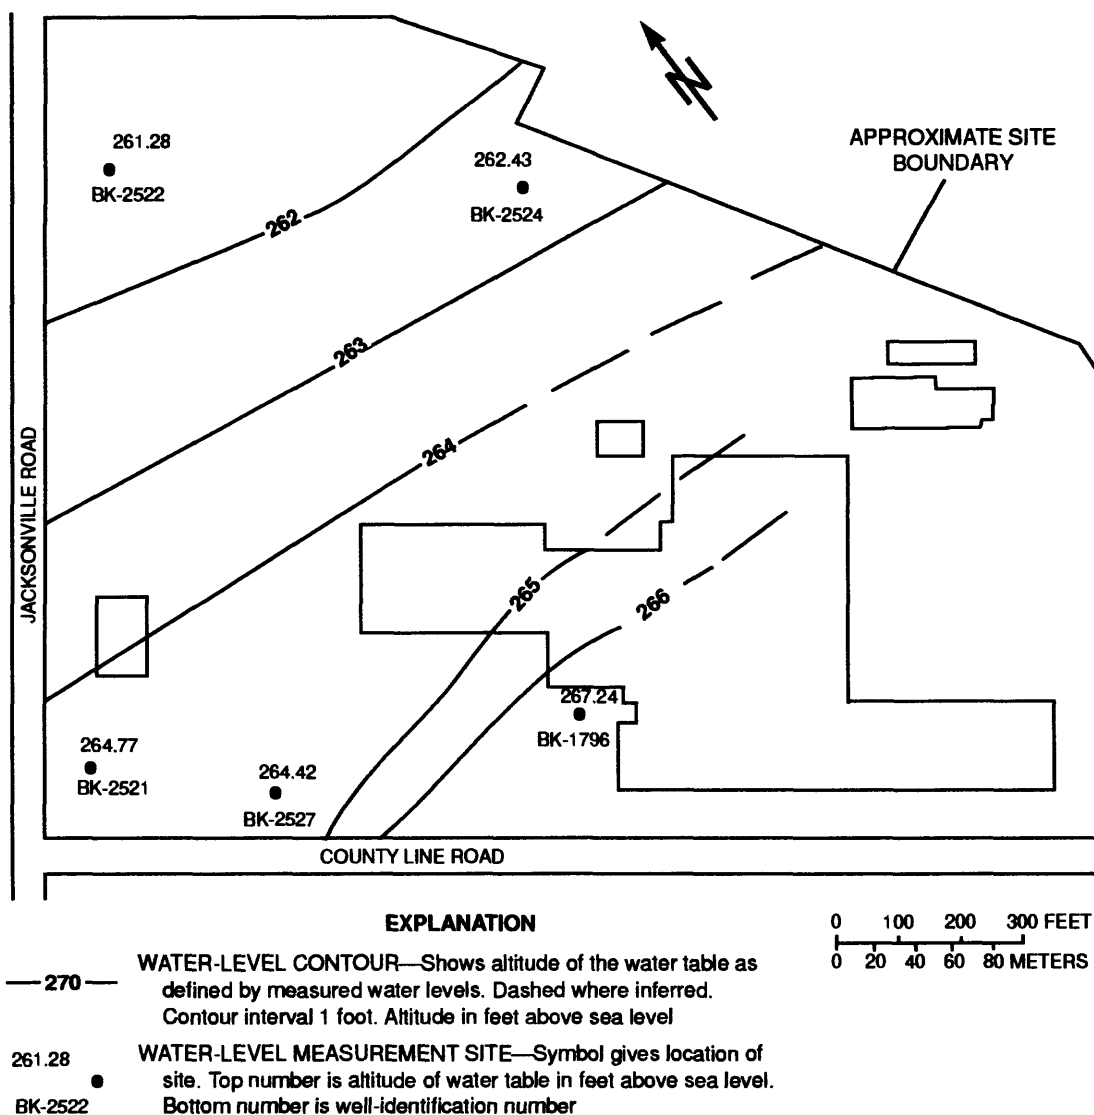 APPROXIMATE SITE
BOUNDARY
261.28
BK-2522
262.43
BK-2524
262
263
264
JACKSONVILLE ROAD
265
266
267.24
BK-1796
264.77
BK-2521
264.42
BK-2527
COUNTY LINE ROAD
EXPLANATION
0 100 200 300 FEET
0 20 40 60 80 METERS
270
WATER-LEVEL CONTOUR—Shows altitude of the water table as
defined by measured water levels. Dashed where inferred.
Contour interval 1 foot. Altitude in feet above sea level
261.28
BK-2522
WATER-LEVEL MEASUREMENT SITE—Symbol gives location of
site. Top number is altitude of water table in feet above sea level.
Bottom number is well-identification number